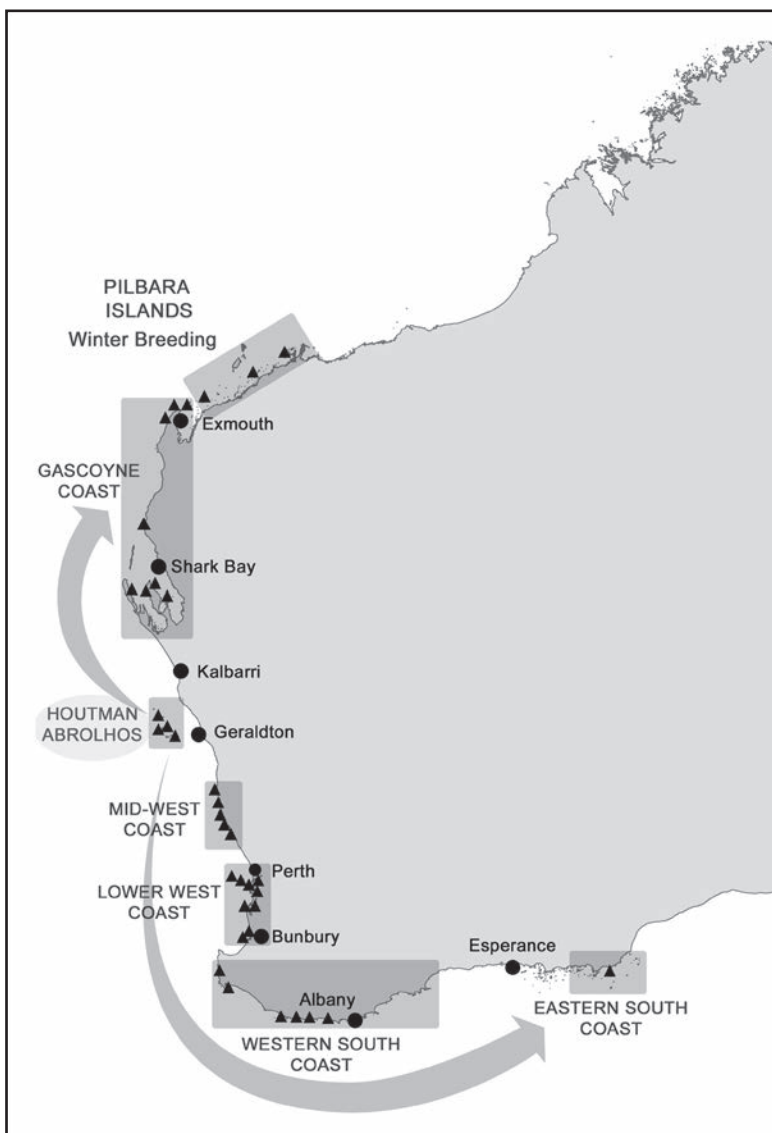 PILBARA
ISLANDS
Winter Breeding
Exmouth
GASCOYNE
COAST
Shark Bay
Kalbarri
HOUTMAN
ABROLHOS
Geraldton
MID-WEST
COAST
Perth
LOWER WEST
COAST
Bunbury
Esperance
Albany
EASTERN SOUTH
COAST
WESTERN SOUTH
COAST